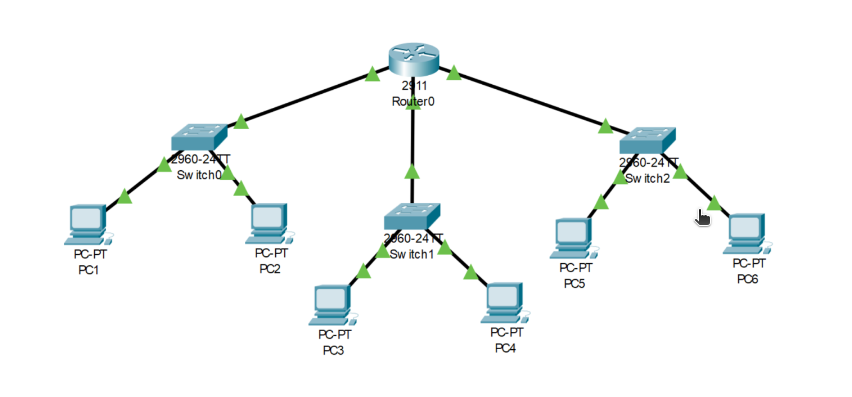 2911
Router0
2960-24TT
Switch0
2960-24TT
Switch2
2960-24TT
Switch1
PC-PT
PC1
PC-PT
PC2
PC-PT
PC5
PC-PT
PC6
PC-PT
PC3
PC-PT
PC4